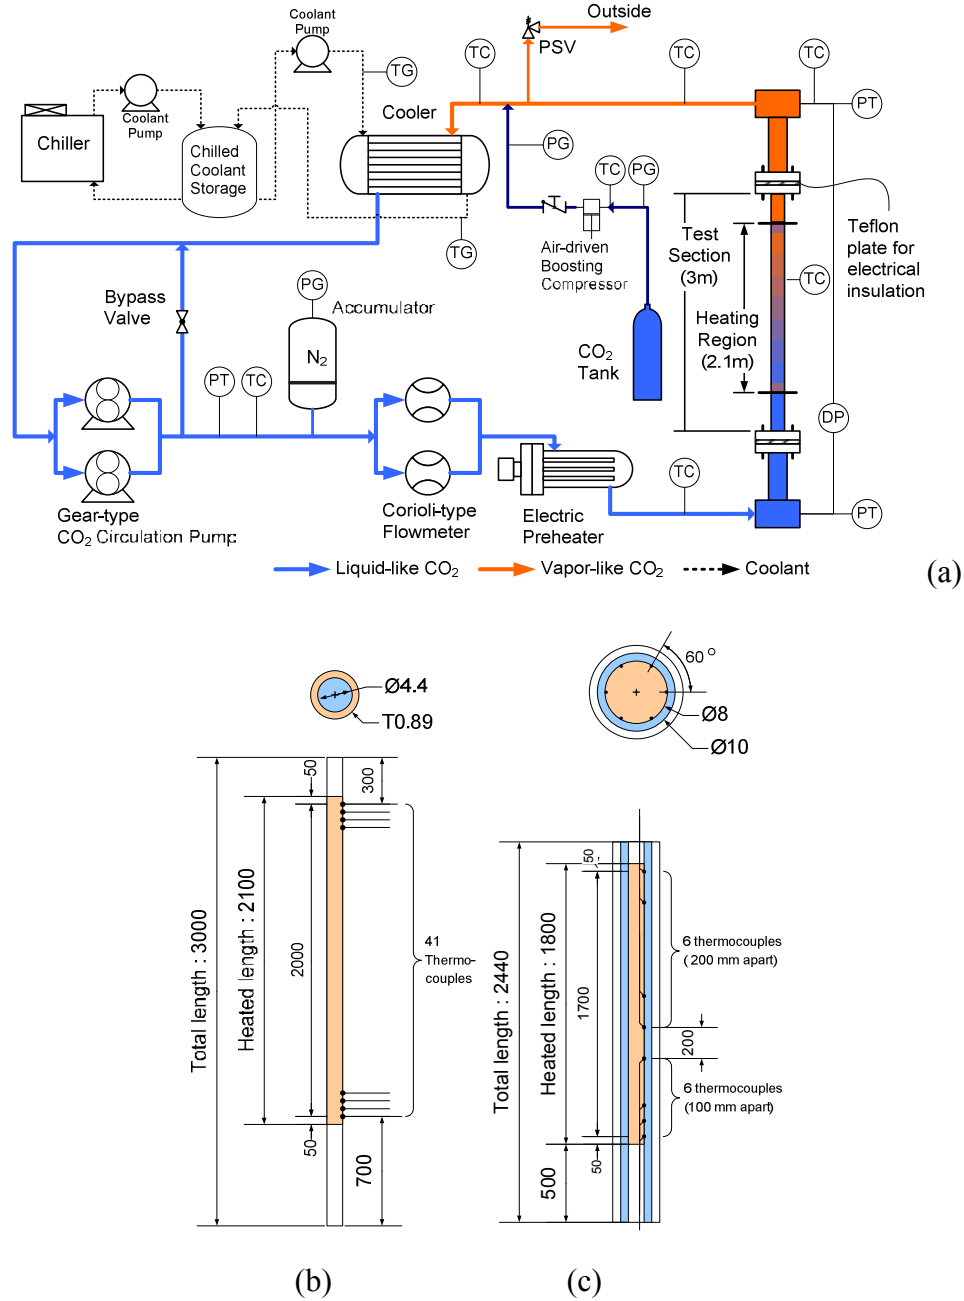 Coolant
Pump
Outside
PSV
TC
TC
TC
TG
PT
Coolant
Pump
Cooler
Chiller
Chilled
Coolant
Storage
PG
TC
PG
TG
Air-driven
Boosting
Compressor
Test
Section
(3m)
Teflon
plate for
electrical
insulation
TC
Heating
Region
(2.1m)
PG
Accumulator
N2
Bypass
Valve
CO2
Tank
PT
TC
DP
TC
PT
Gear-type
CO2 Circulation Pump
Corioli-type
Flowmeter
Electric
Preheater
Liquid-like CO2
Vapor-like CO2
Coolant
(a)
Ø4.4
T0.89
60°
Ø8
Ø10
50
300
Total length : 3000
Heated length : 2100
2000
41
Thermo-
couples
50
700
50
Total length : 2440
Heated length : 1800
1700
6 thermocouples
(200 mm apart)
200
6 thermocouples
(100 mm apart)
50
500
(b)
(c)